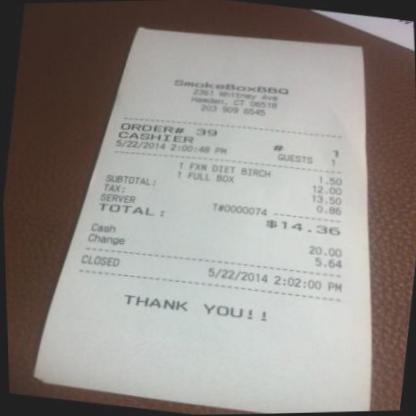 SmokeBoxBBQ
2361 Whitney Ave
Hamden, CT 06518
203 909 6545
ORDER# 39 # 1
CASHIER GUESTS 1
5/22/2014 2:00:48 PM
1 FXN DIET BIRCH 1.50
1 FULL BOX 12.00
SUBTOTAL: 13.50
TAX: 0.86
SERVER T#0000074
TOTAL: $14.36
Cash 20.00
Change 5.64
CLOSED 5/22/2014 2:02:00 PM
THANK YOU!!